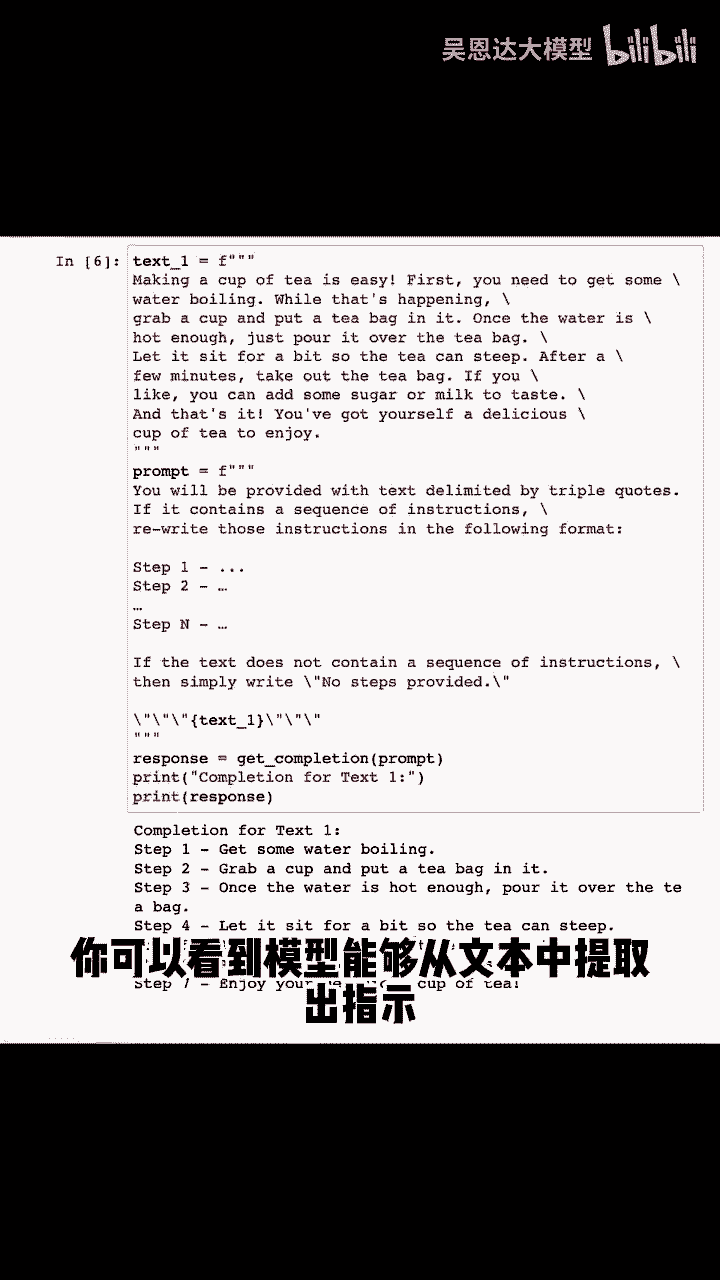 吴恩达大模型 bilibili
In [6]: text_1 = f"""
Making a cup of tea is easy! First, you need to get some \
water boiling. While that's happening, \
grab a cup and put a tea bag in it. Once the water is \
hot enough, just pour it over the tea bag. \
Let it sit for a bit so the tea can steep. After a \
few minutes, take out the tea bag. If you \
like, you can add some sugar or milk to taste. \
And that's it! You've got yourself a delicious \
cup of tea to enjoy.
"""
prompt = f"""
You will be provided with text delimited by triple quotes.
If it contains a sequence of instructions, \
re-write those instructions in the following format:
Step 1 - ...
Step 2 - …
…
Step N - …
If the text does not contain a sequence of instructions, \
then simply write \"No steps provided.\"
\"\"\"{text_1}\"\"\"
"""
response = get_completion(prompt)
print("Completion for Text 1:")
print(response)
Completion for Text 1:
Step 1 - Get some water boiling.
Step 2 - Grab a cup and put a tea bag in it.
Step 3 - Once the water is hot enough, pour it over the te
a bag.
Step 4 - Let it sit for a bit so the tea can steep.
你可以看到模型能够从文本中提取
Step 7 - Enjoy your cup of tea!
出指示